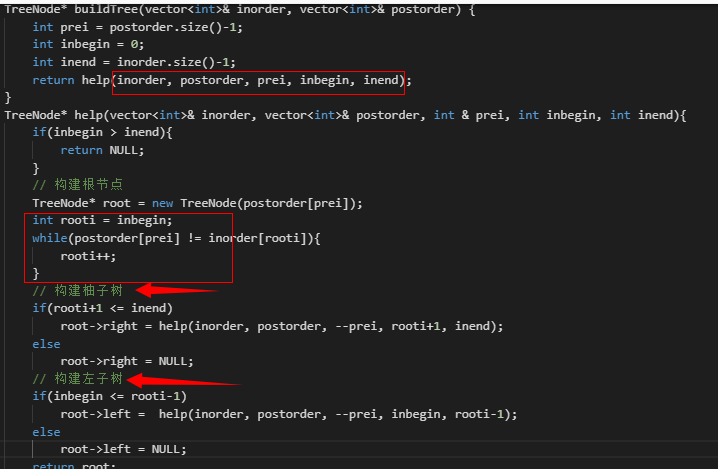 TreeNode* buildTree(vector<int>& inorder, vector<int>& postorder) {
    int prei = postorder.size()-1;
    int inbegin = 0;
    int inend = inorder.size()-1;
    return help(inorder, postorder, prei, inbegin, inend);
}
TreeNode* help(vector<int>& inorder, vector<int>& postorder, int & prei, int inbegin, int inend){
    if(inbegin > inend){
        return NULL;
    }
    // 构建根节点
    TreeNode* root = new TreeNode(postorder[prei]);
    int rooti = inbegin;
    while(postorder[prei] != inorder[rooti]){
        rooti++;
    }
    // 构建柚子树
    if(rooti+1 <= inend)
        root->right = help(inorder, postorder, --prei, rooti+1, inend);
    else
        root->right = NULL;
    // 构建左子树
    if(inbegin <= rooti-1)
        root->left =  help(inorder, postorder, --prei, inbegin, rooti-1);
    else
        root->left = NULL;
    return root;